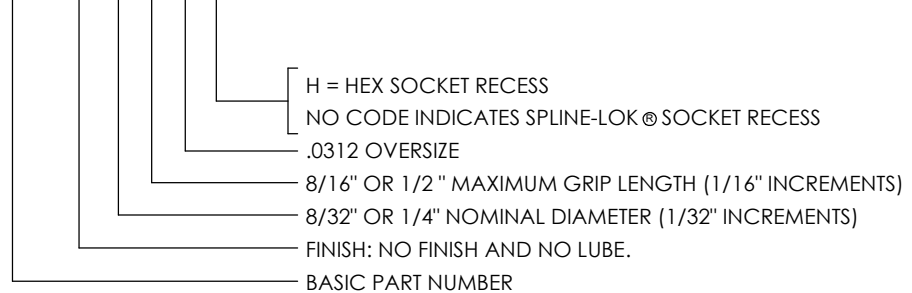 H = HEX SOCKET RECESS
NO CODE INDICATES SPLINE-LOK ® SOCKET RECESS
.0312 OVERSIZE
8/16" OR 1/2 " MAXIMUM GRIP LENGTH (1/16" INCREMENTS)
8/32" OR 1/4" NOMINAL DIAMETER (1/32" INCREMENTS)
FINISH: NO FINISH AND NO LUBE.
BASIC PART NUMBER